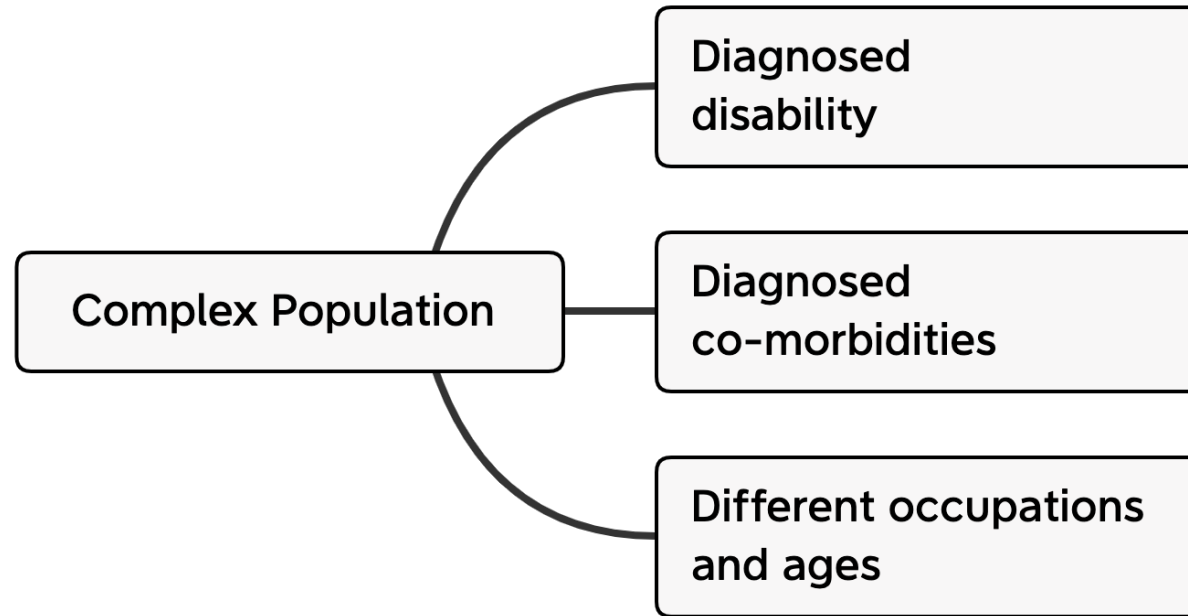 Diagnosed
disability
Complex Population
Diagnosed
co-morbidities
Different occupations
and ages